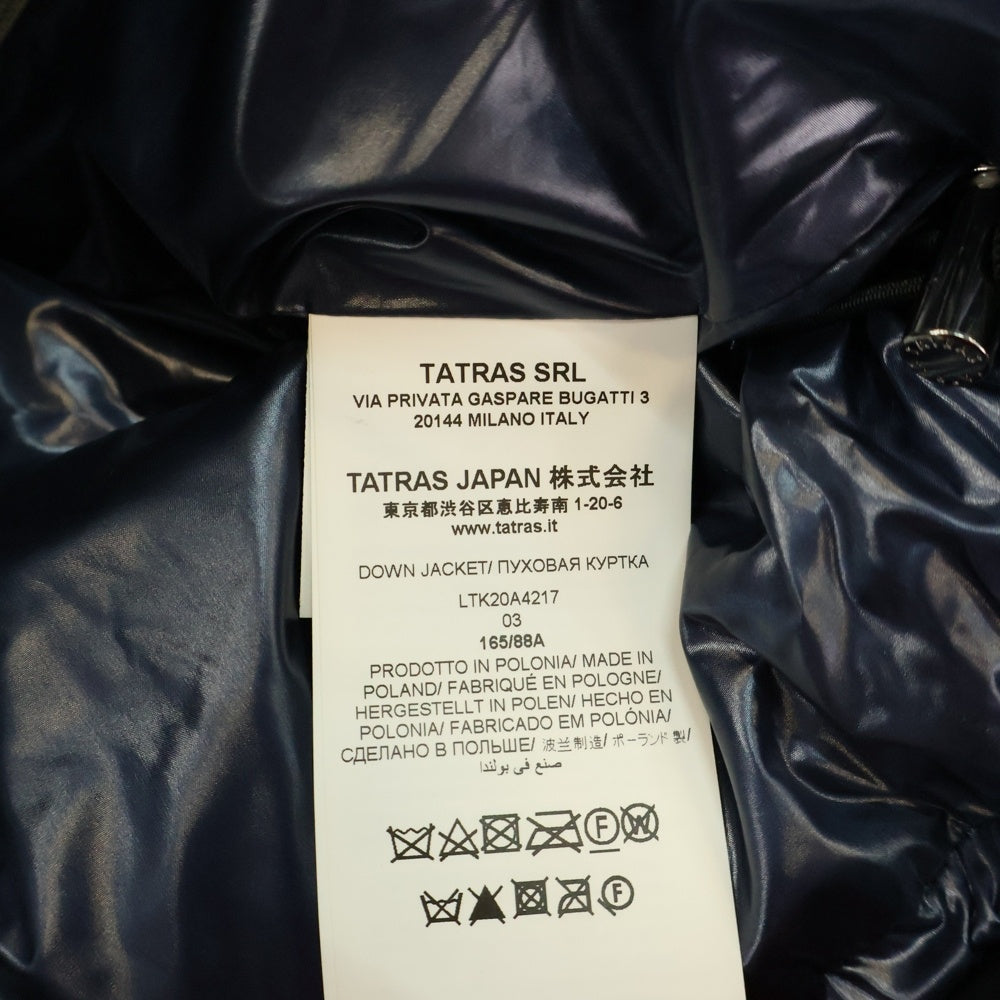 TATRAS SRL
VIA PRIVATA GASPARE BUGATTI 3
20144 MILANO ITALY
TATRAS JAPAN 株式会社
東京都渋谷区恵比寿南 1-20-6
www.tatras.it
DOWN JACKET/ ПУХОВАЯ КУРТКА
LTK20A4217
03
165/88A
PRODOTTO IN POLONIA/ MADE IN
POLAND/ FABRIQUÉ EN POLOGNE/
HERGESTELLT IN POLEN/ HECHO EN
POLONIA/ FABRICADO EM POLÓNIA/
СДЕЛАНО В ПОЛЬШЕ/ 波兰制造/ ポーランド 製/
صنع في بولندا
F W
F